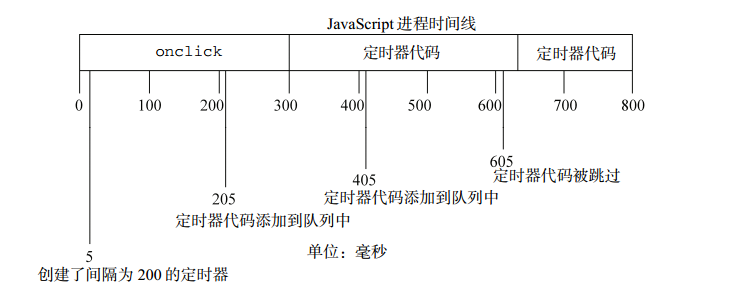 JavaScript 进程时间线
onclick 定时器代码 定时器代码
0 100 200 300 400 500 600 700 800
605
定时器代码被跳过
405
定时器代码添加到队列中
205
定时器代码添加到队列中
单位：毫秒
5
创建了间隔为 200 的定时器